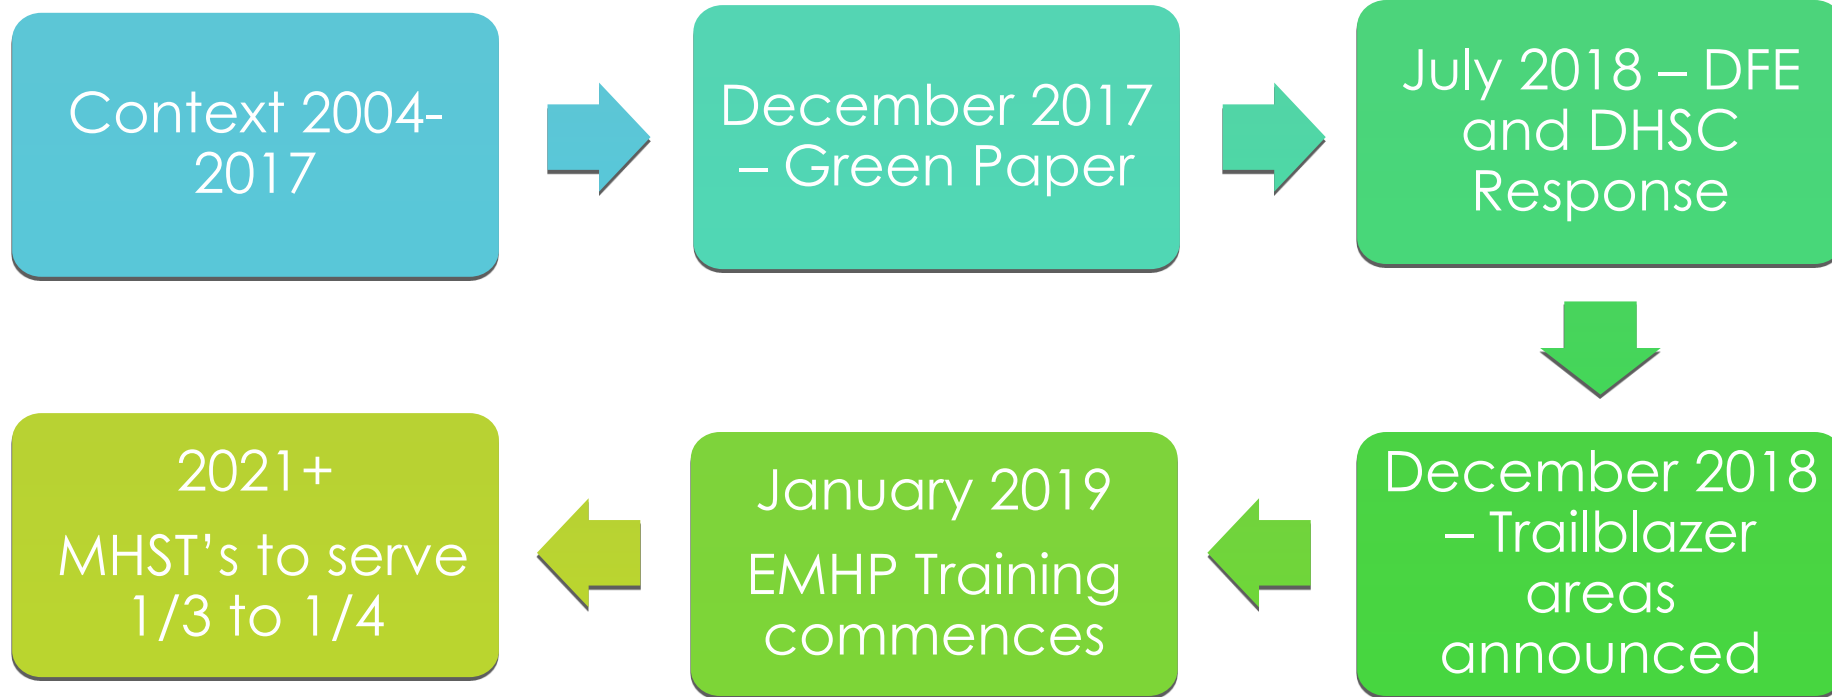 Context 2004-
2017
December 2017
– Green Paper
July 2018 – DFE
and DHSC
Response
December 2018
– Trailblazer
areas
announced
January 2019
EMHP Training
commences
2021+
MHST’s to serve
1/3 to 1/4